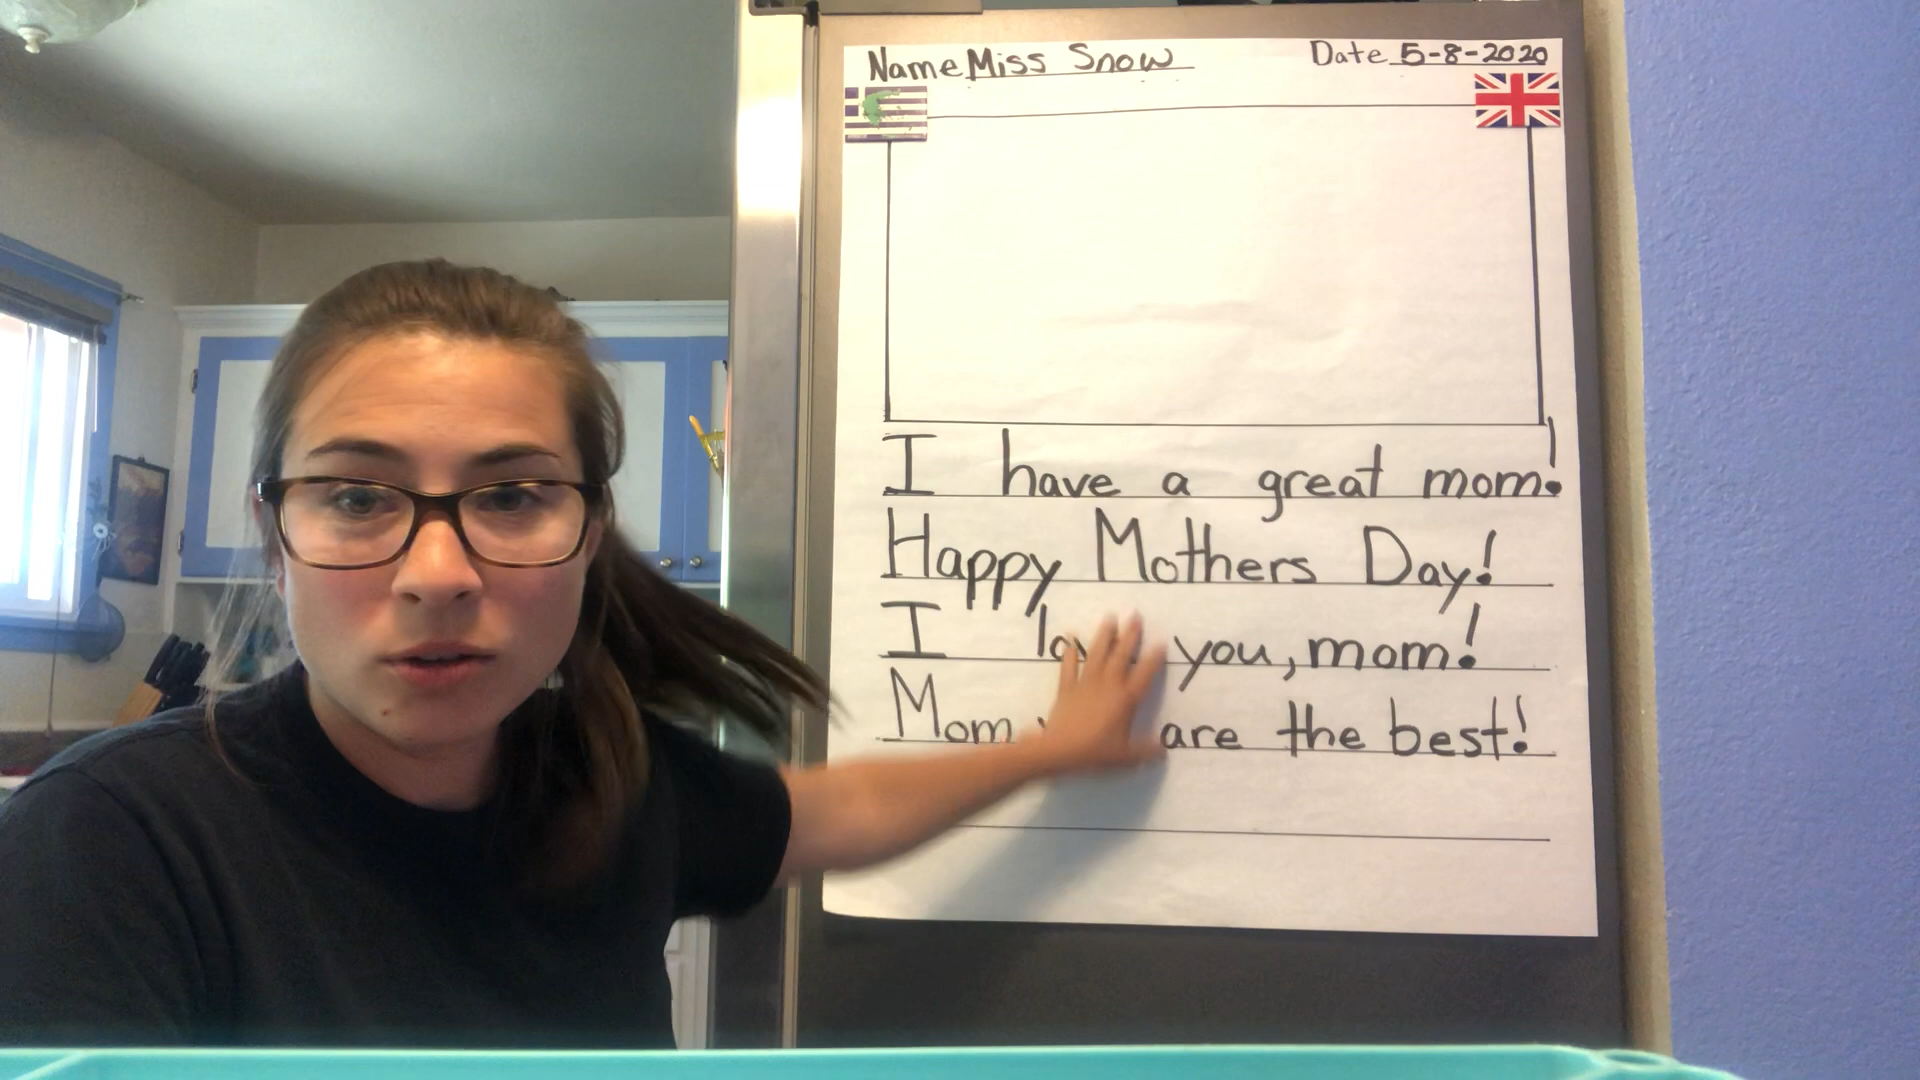 Name Miss Snow Date 5-8-2020
I have a great mom!
Happy Mothers Day!
I you, mom!
Mom are the best!